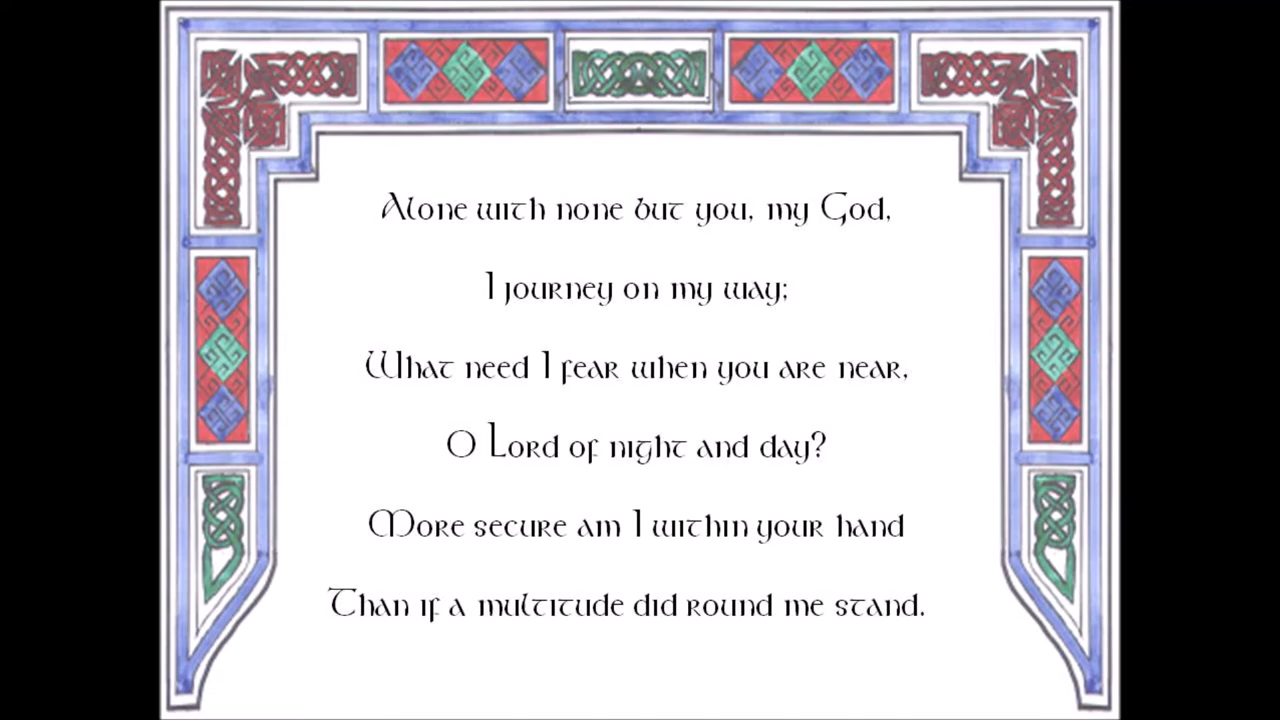 Alone with none but you, my God,
I journey on my way;
What need I fear when you are near,
O Lord of night and day?
More secure am I within your hand
Than if a multitude did round me stand.